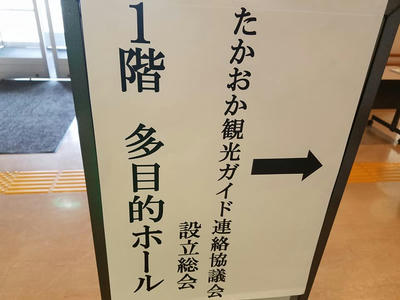 たかおか観光ガイド連絡協議会
設立総会
1階 多目的ホール